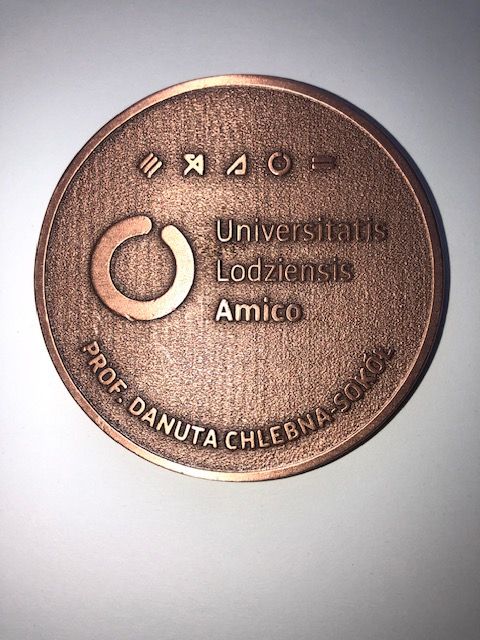 Universitatis
Lodziensis
Amico
PROF. DANUTA CHLEBNA-SOKÓŁ